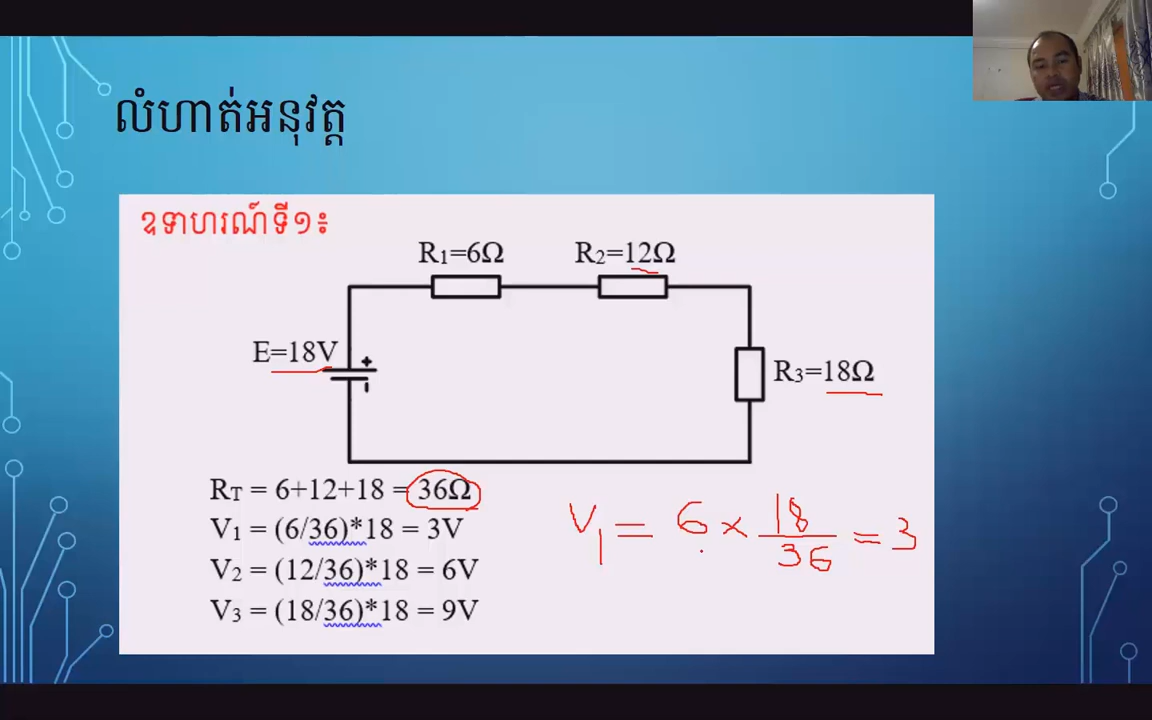 លំហាត់អនុវត្ត
ឧទាហរណ៍ទី១៖
R1=6Ω R2=12Ω
E=18V
R3=18Ω
RT = 6+12+18 = 36Ω
V1 = (6/36)*18 = 3V
V2 = (12/36)*18 = 6V
V3 = (18/36)*18 = 9V
V1 = 6 × 18/36 = 3